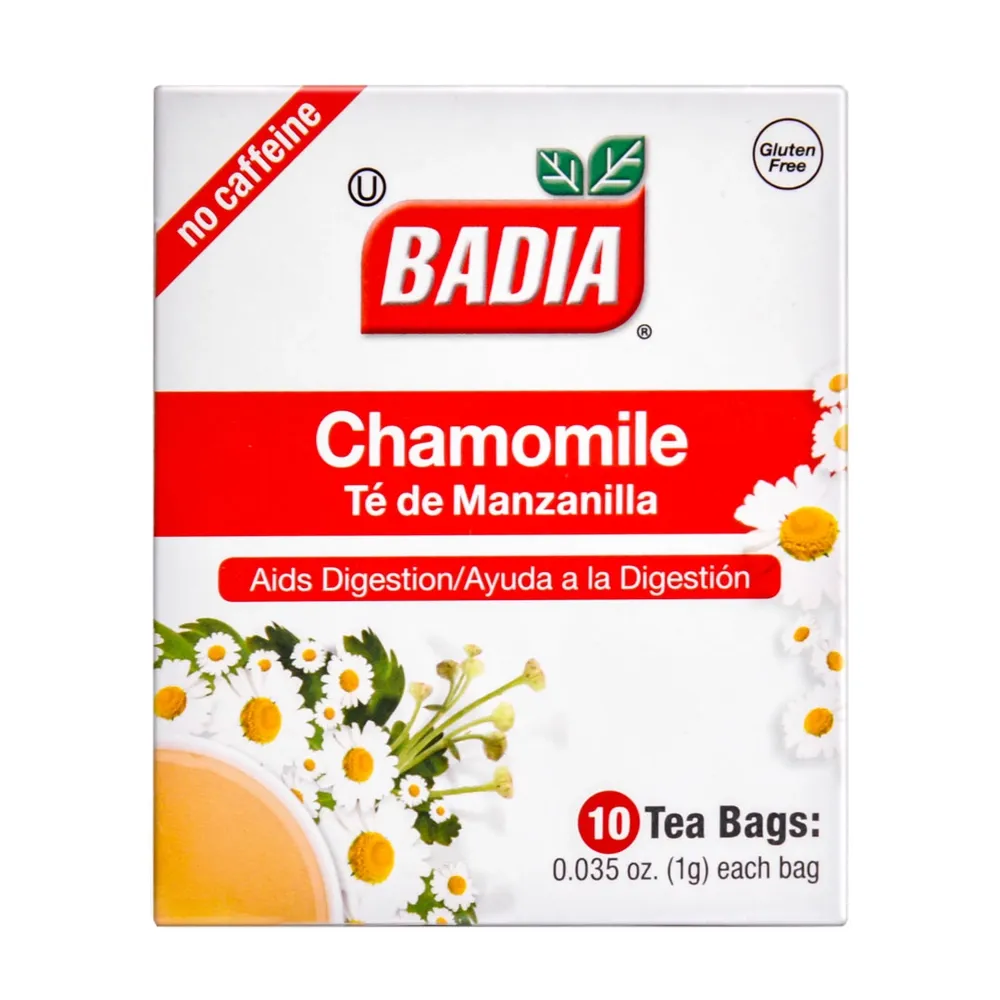 no caffeine
U
Gluten
Free
BADIA
®
Chamomile
Té de Manzanilla
Aids Digestion/Ayuda a la Digestión
10 Tea Bags:
0.035 oz. (1g) each bag